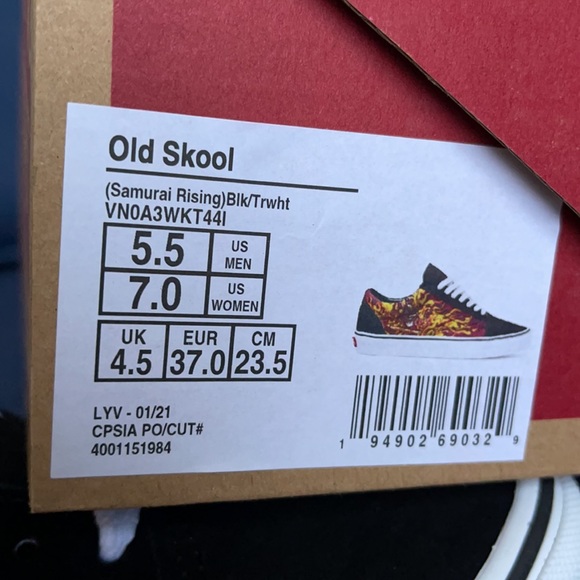 Old Skool
(Samurai Rising)Blk/Trwht
VN0A3WKT44I
5.5 US MEN
7.0 US WOMEN
UK EUR CM
4.5 37.0 23.5
LYV - 01/21
CPSIA PO/CUT#
4001151984
1 94902 69032 9